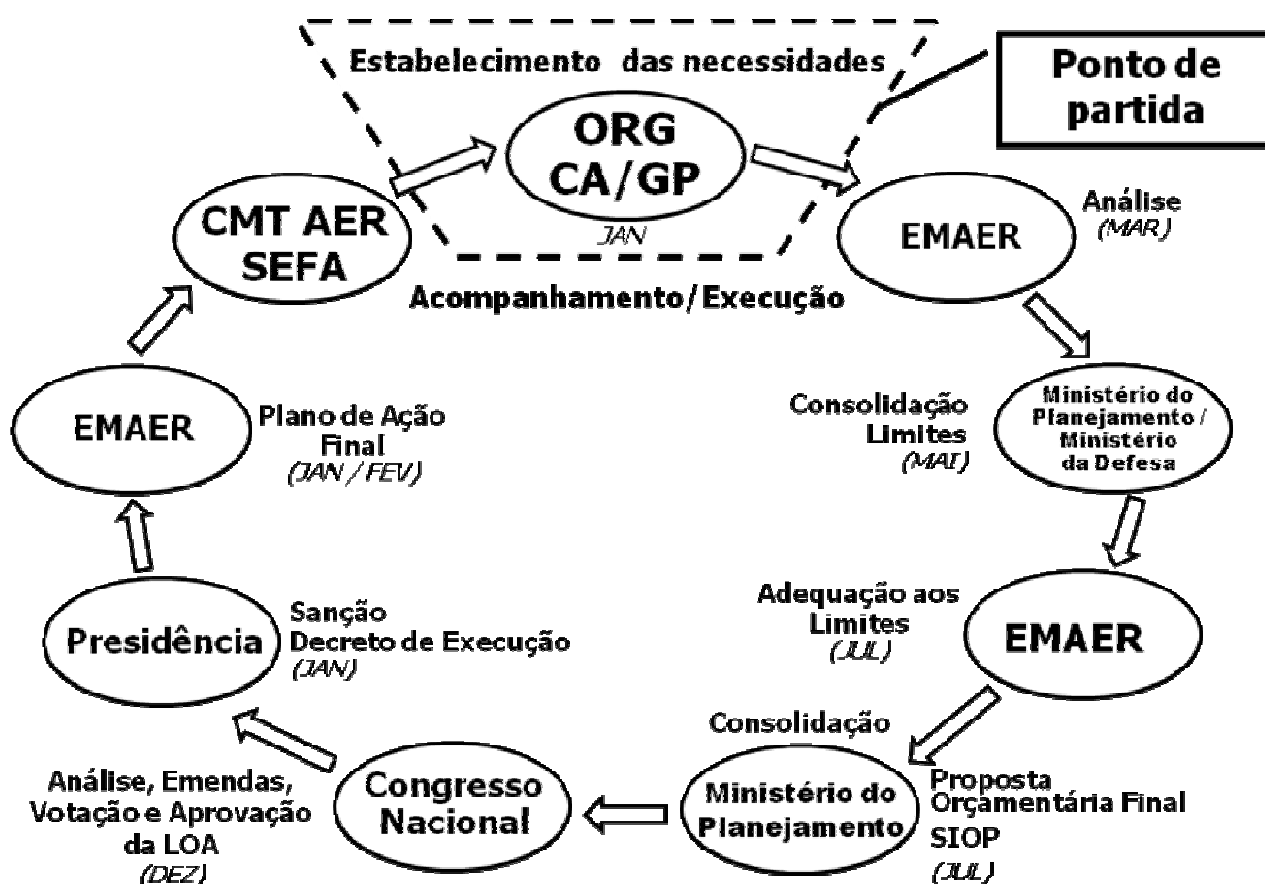 Estabelecimento das necessidades
Ponto de
partida
ORG
CA/GP
JAN
CMT AER
SEFA
EMAER
Análise
(MAR)
Acompanhamento/Execução
Ministério do
Planejamento /
Ministério
da Defesa
Consolidação
Limites
(MAI)
EMAER
Plano de Ação
Final
(JAN / FEV)
Adequação aos
Limites
(JUL)
EMAER
Presidência
Sanção
Decreto de Execução
(JAN)
Consolidação
Ministério do
Planejamento
Proposta
Orçamentária Final
SIOP
(JUL)
Congresso
Nacional
Análise, Emendas,
Votação e Aprovação
da LOA
(DEZ)